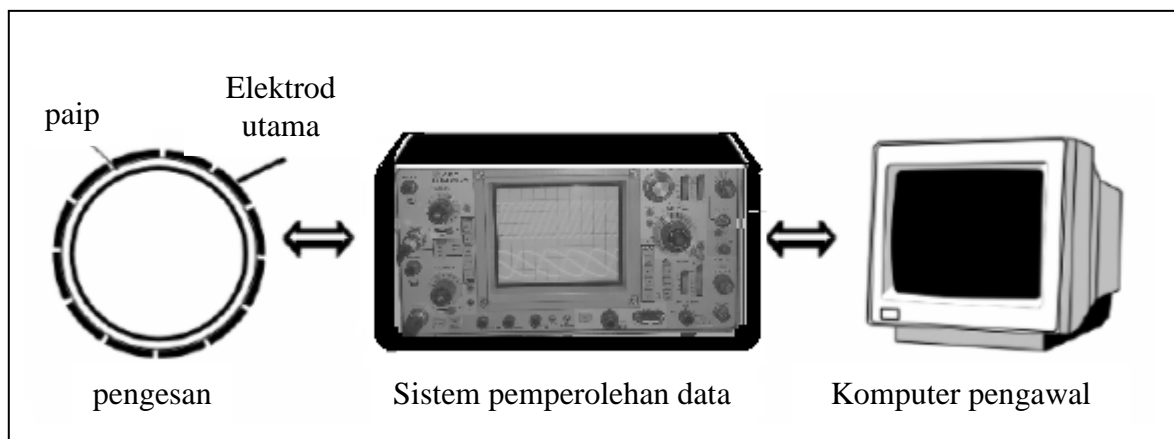 paip
Elektrod
utama
pengesan
Sistem pemperolehan data
Komputer pengawal